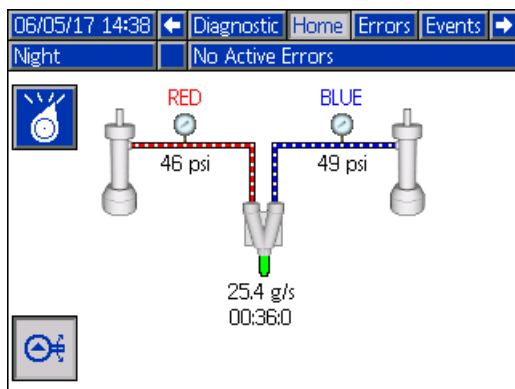 06/05/17 14:38 Diagnostic Home Errors Events
Night No Active Errors
RED BLUE
46 psi 49 psi
25.4 g/s
00:36:0